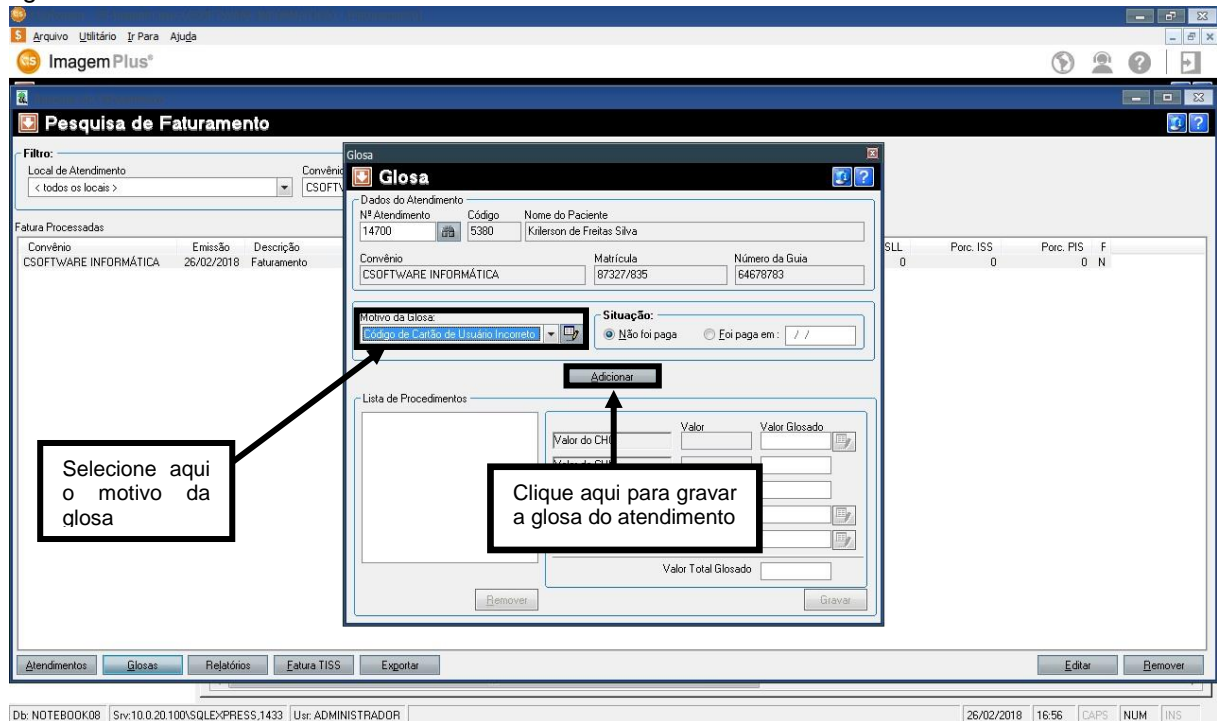 Arquivo Utilitário Ir Para Ajuda
ImagemPlus®
Pesquisa de Faturamento
Filtro:
Local de Atendimento
Convênio
< todos os locais >
CSOFTW
Fatura Processadas
Convênio Emissão Descrição SLL Porc. ISS Porc. PIS F
CSOFTWARE INFORMÁTICA 26/02/2018 Faturamento 0 0 0 N
Glosa
Glosa
Dados do Atendimento
Nª Atendimento Código Nome do Paciente
14700 5380 Krilerson de Freitas Silva
Convênio Matrícula Número da Guia
CSOFTWARE INFORMÁTICA 87327/835 64678783
Motivo da Glosa:
Código de Cartão de Usuário Incorreto
Situação:
Não foi paga Foi paga em : / /
Adicionar
Lista de Procedimentos
Valor Valor Glosado
Valor do CH
Selecione aqui
o motivo da
glosa
Clique aqui para gravar
a glosa do atendimento
Valor Total Glosado
Remover Gravar
Atendimentos Glosas Relatórios Fatura TISS Exportar Editar Remover
Db: NOTEBOOK08 Srv:10.0.20.100\SQLEXPRESS,1433 Usr: ADMINISTRADOR 26/02/2018 16:56 CAPS NUM INS